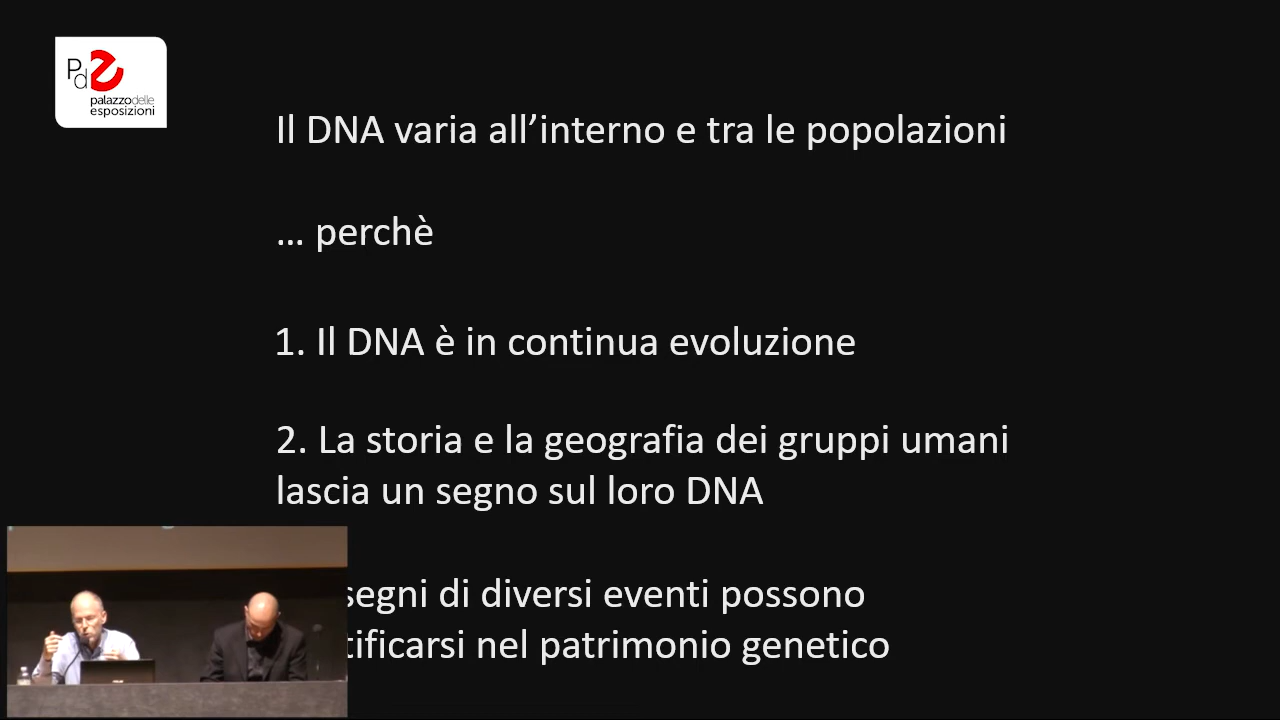 Pd
palazzodelle
esposizioni
Il DNA varia all’interno e tra le popolazioni
... perchè
1. Il DNA è in continua evoluzione
2. La storia e la geografia dei gruppi umani
lascia un segno sul loro DNA
segni di diversi eventi possono
tificarsi nel patrimonio genetico